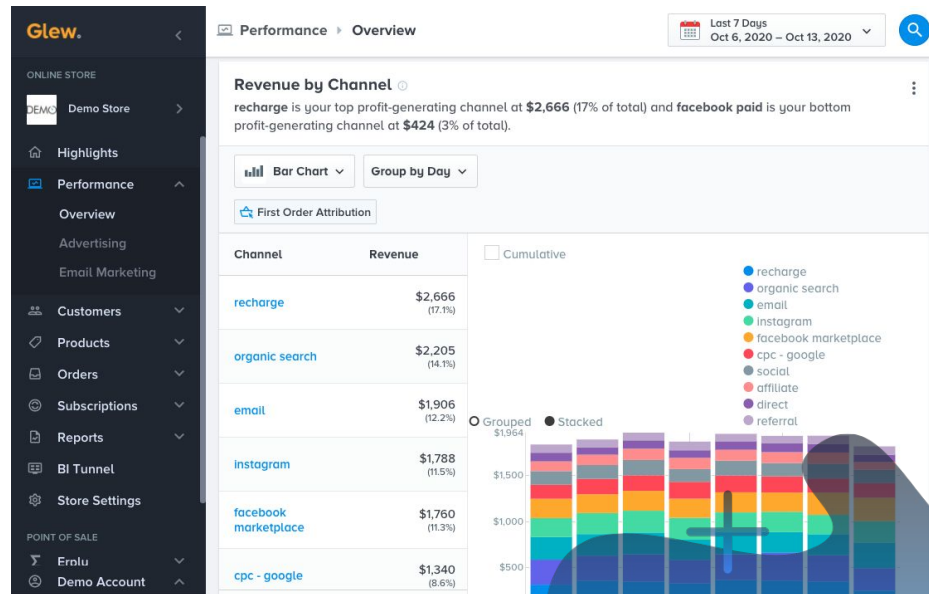 Glew.
ONLINE STORE
DEMO
Demo Store
Highlights
Performance
Overview
Advertising
Email Marketing
Customers
Products
Orders
Subscriptions
Reports
BI Tunnel
Store Settings
POINT OF SALE
Erply
Demo Account
Performance Overview
Last 7 Days
Oct 6, 2020 – Oct 13, 2020
Revenue by Channel
recharge is your top profit-generating channel at $2,666 (17% of total) and facebook paid is your bottom
profit-generating channel at $424 (3% of total).
Bar Chart
Group by Day
First Order Attribution
Channel Revenue
recharge $2,666
(17.1%)
organic search $2,205
(14.1%)
email $1,906
(12.2%)
instagram $1,788
(11.5%)
facebook
marketplace $1,760
(11.3%)
cpc - google $1,340
(8.6%)
Cumulative
recharge
organic search
email
instagram
facebook marketplace
cpc - google
social
affiliate
direct
referral
Grouped Stacked
$1,964
$1,500
$1,000
$500